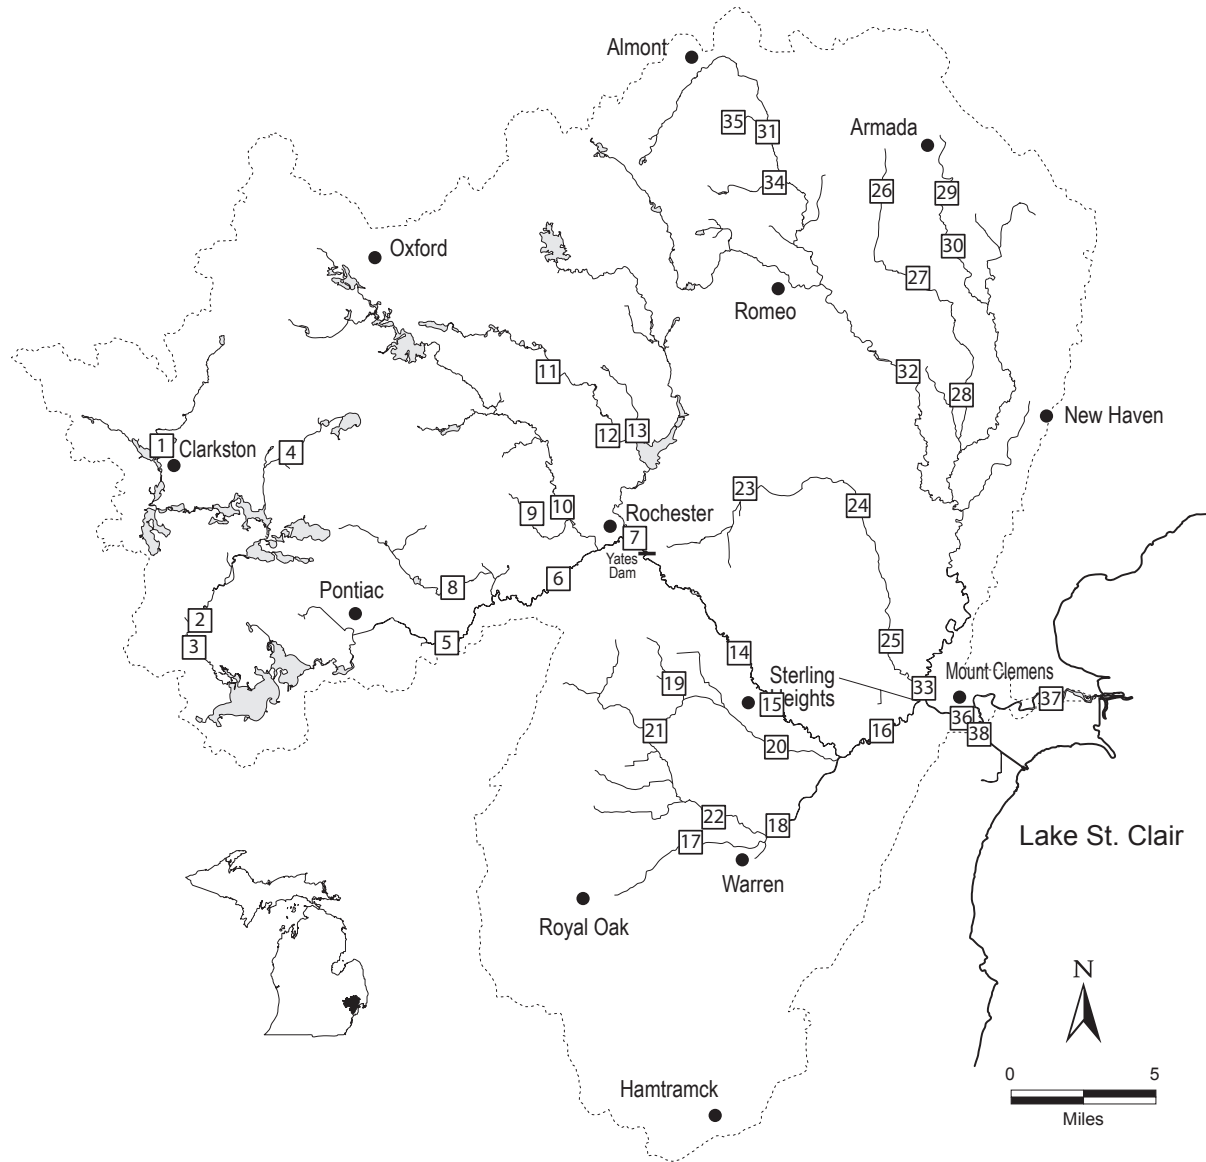 Almont
35
31
Armada
34
26
29
30
Oxford
27
Romeo
11
32
28
12
13
New Haven
1
Clarkston
4
23
24
9
10
Rochester
7
Yates
Dam
6
8
Pontiac
2
3
5
14
25
19
Sterling
Heights
15
33
Mount Clemens
37
36
38
21
20
16
22
18
17
Lake St. Clair
Warren
Royal Oak
N
0 5
Miles
Hamtramck